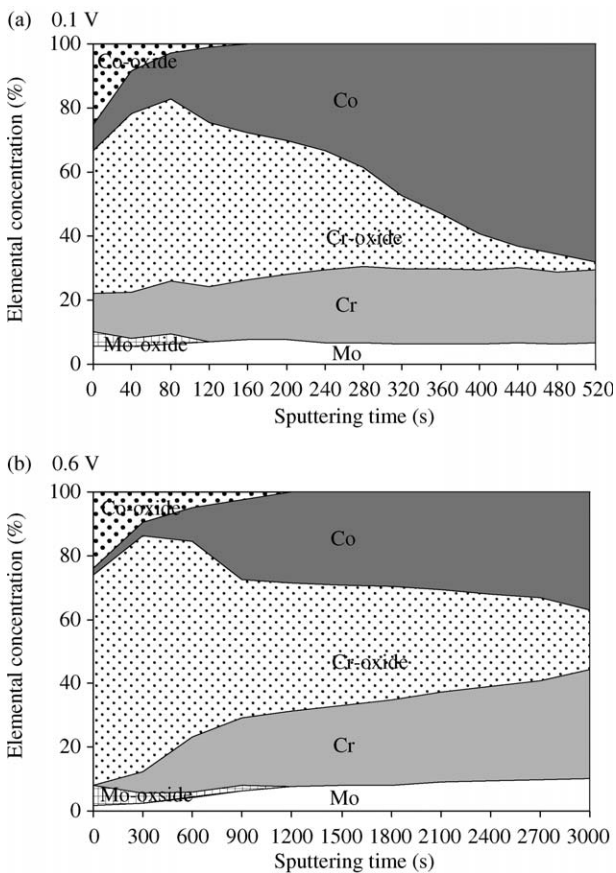 (a) 0.1 V
Elemental concentration (%)
100
80
60
40
20
0
Co-oxide
Co
Cr-oxide
Cr
Mo-oxide
Mo
0 40 80 120 160 200 240 280 320 360 400 440 480 520
Sputtering time (s)
(b) 0.6 V
Elemental concentration (%)
100
80
60
40
20
0
Co-oxide
Co
Cr-oxide
Cr
Mo-oxside
Mo
0 300 600 900 1200 1500 1800 2100 2400 2700 3000
Sputtering time (s)